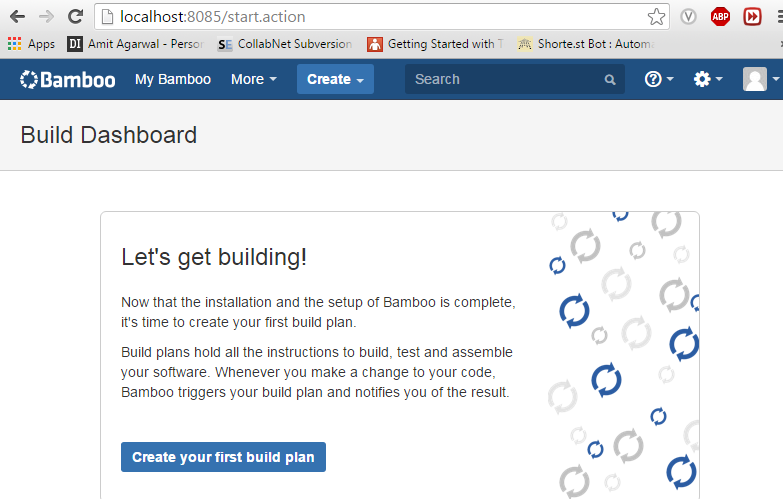 localhost:8085/start.action
V
ABP
Apps
DI Amit Agarwal - Person
SE CollabNet Subversion
Getting Started with T
Shorte.st Bot : Autom
Bamboo My Bamboo More Create Search
Build Dashboard
Let's get building!
Now that the installation and the setup of Bamboo is complete,
it's time to create your first build plan.
Build plans hold all the instructions to build, test and assemble
your software. Whenever you make a change to your code,
Bamboo triggers your build plan and notifies you of the result.
Create your first build plan